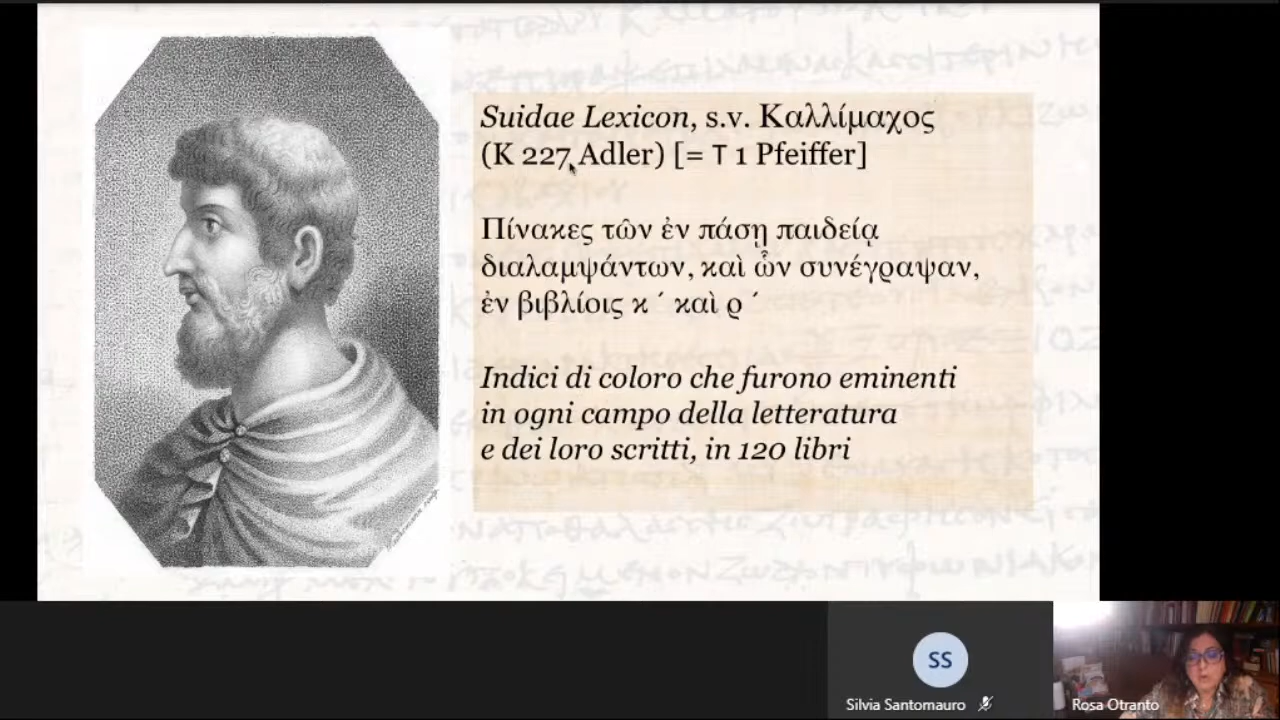 Suidae Lexicon, s.v. Καλλίμαχος
(K 227 Adler) [= T 1 Pfeiffer]
Πίνακες τῶν ἐν πάσῃ παιδείᾳ
διαλαμψάντων, καὶ ὧν συνέγραψαν,
ἐν βιβλίοις κ´ καὶ ρ´
Indici di coloro che furono eminenti
in ogni campo della letteratura
e dei loro scritti, in 120 libri
SS
Silvia Santomauro
Rosa Otranto